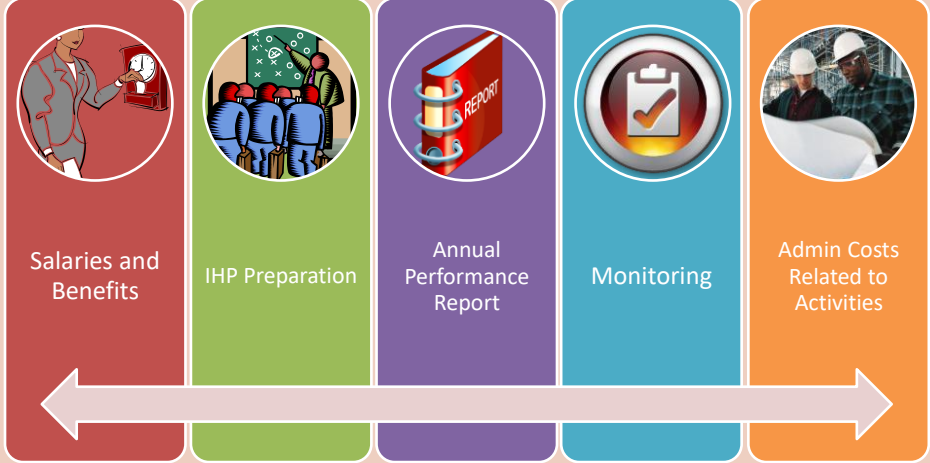 REPORT
Salaries and
Benefits
IHP Preparation
Annual
Performance
Report
Monitoring
Admin Costs
Related to
Activities